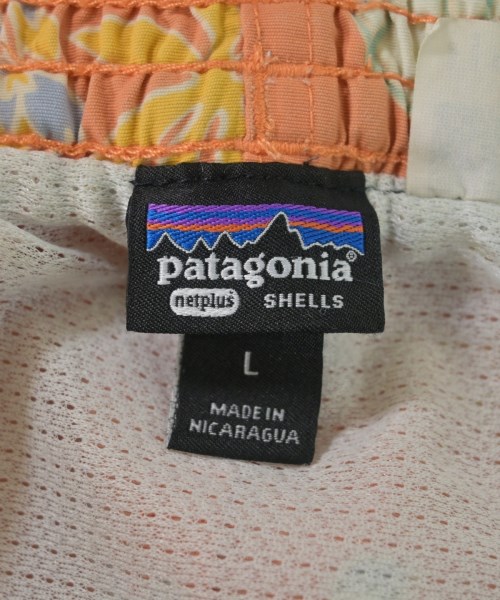 patagonia®
netplus® SHELLS
L
MADE IN
NICARAGUA